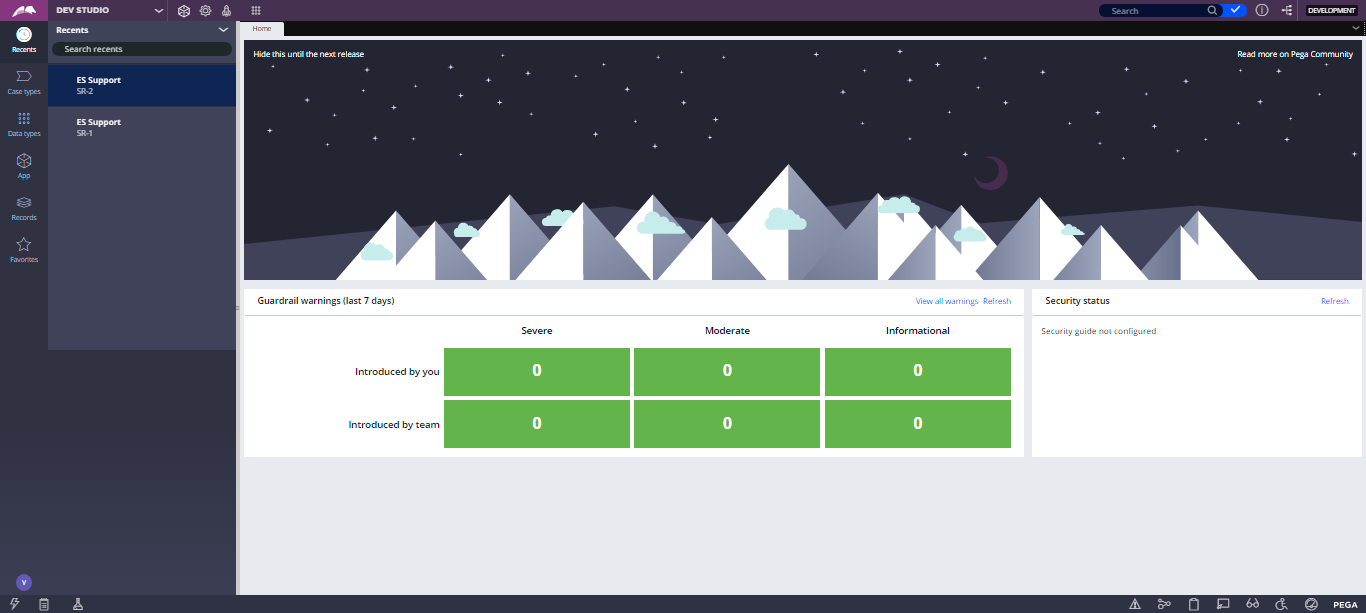 DEV STUDIO
Search
DEVELOPMENT
Recents
Search recents
ES Support
SR-2
ES Support
SR-1
Recents
Case types
Data types
App
Records
Favorites
V
Home
Hide this until the next release
Read more on Pega Community
Guardrail warnings (last 7 days)
View all warnings Refresh
Severe Moderate Informational
Introduced by you 0 0 0
Introduced by team 0 0 0
Security status
Refresh
Security guide not configured
PEGA